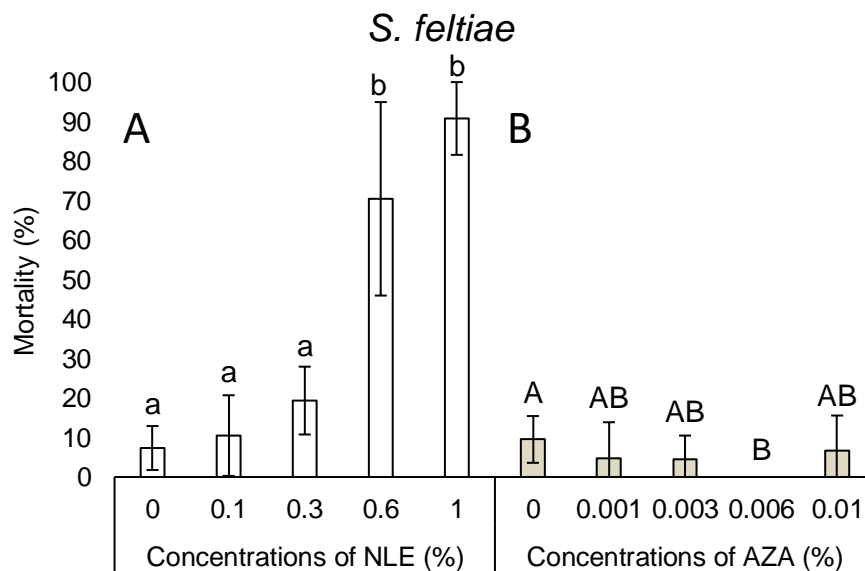 S. feltiae
A
B
Mortality (%)
100
90
80
70
60
50
40
30
20
10
0
a
a
a
b
b
A
AB
AB
B
AB
0 0.1 0.3 0.6 1 0 0.001 0.003 0.006 0.01
Concentrations of NLE (%) Concentrations of AZA (%)